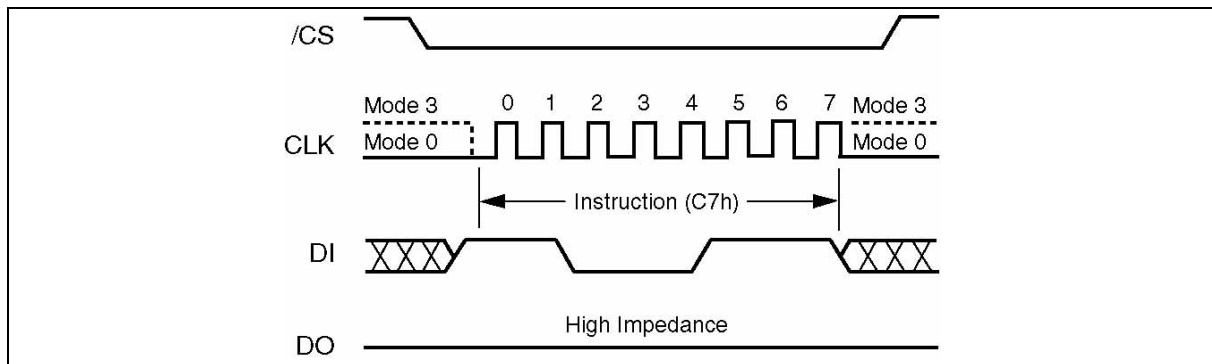 /CS
Mode 3 0 1 2 3 4 5 6 7 Mode 3
CLK Mode 0 Mode 0
Instruction (C7h)
DI
High Impedance
DO